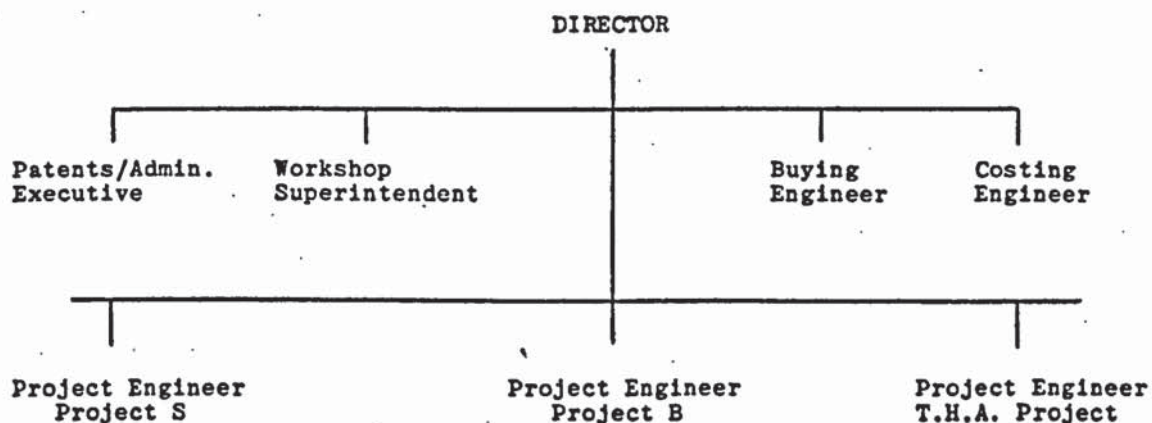 DIRECTOR
Patents/Admin.
Executive
Workshop
Superintendent
Buying
Engineer
Costing
Engineer
Project Engineer
Project S
Project Engineer
Project B
Project Engineer
T.H.A. Project